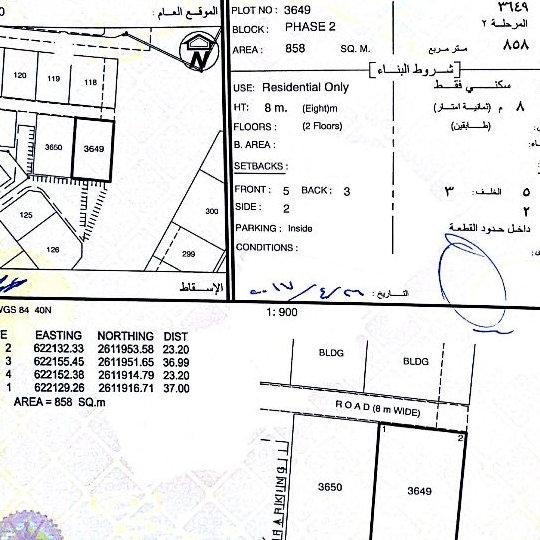 الموقع العام :
N
120 119 118
3650 3649
125
126
300
299
الإسقاط
PLOT NO : 3649
٣٦٤٩
BLOCK : PHASE 2
المرحلة ٢
AREA : 858 SQ. M.
متر مربع ٨٥٨
شروط البناء
USE: Residential Only
سكني فقط
HT: 8 m. (Eight)m
٨ م (ثمانية امتار)
FLOORS : (2 Floors)
(طابقين)
B. AREA :
SETBACKS :
FRONT : 5 BACK : 3
٥ الخلف: ٣
SIDE : 2
٢
PARKING : Inside
داخل حدود القطعة
CONDITIONS :
التاريخ : ٢٠١٧/٤/٢٦
WGS 84 40N
1: 900
E EASTING NORTHING DIST
2 622132.33 2611953.58 23.20
3 622155.45 2611951.65 36.99
4 622152.38 2611914.79 23.20
1 622129.26 2611916.71 37.00
AREA = 858 SQ.m
BLDG BLDG
ROAD (8 m WIDE)
1 2
3650 3649
PARKING